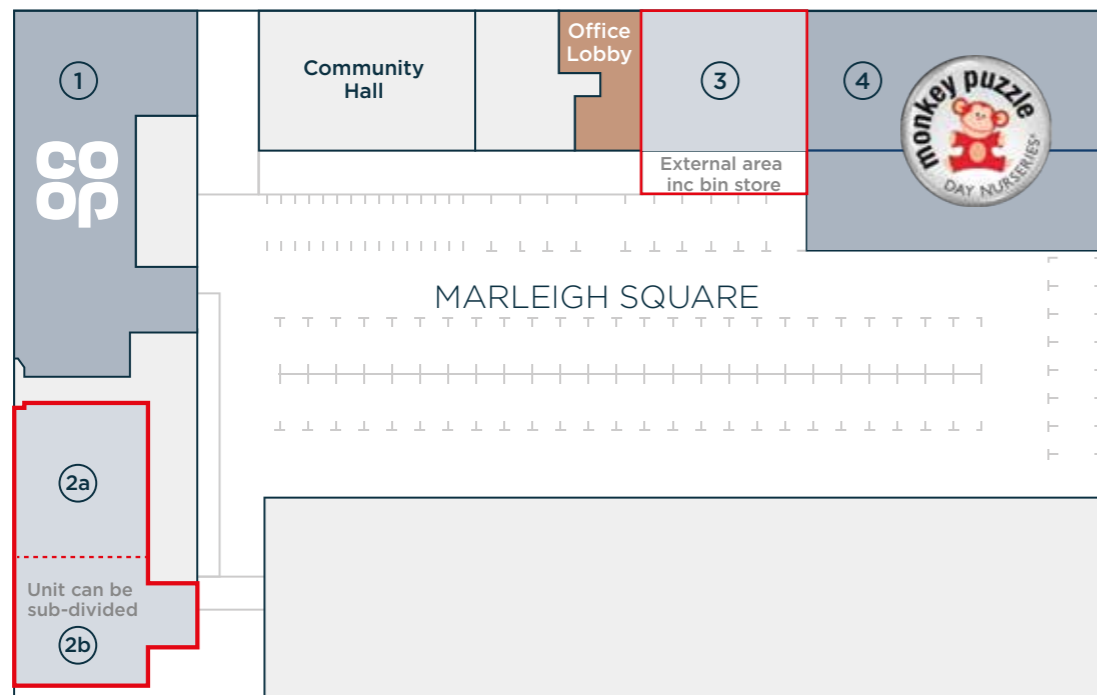 1
co
op
Community
Hall
Office
Lobby
3
External area
inc bin store
4
monkey puzzle
DAY NURSERIES®
MARLEIGH SQUARE
2a
Unit can be
sub-divided
2b